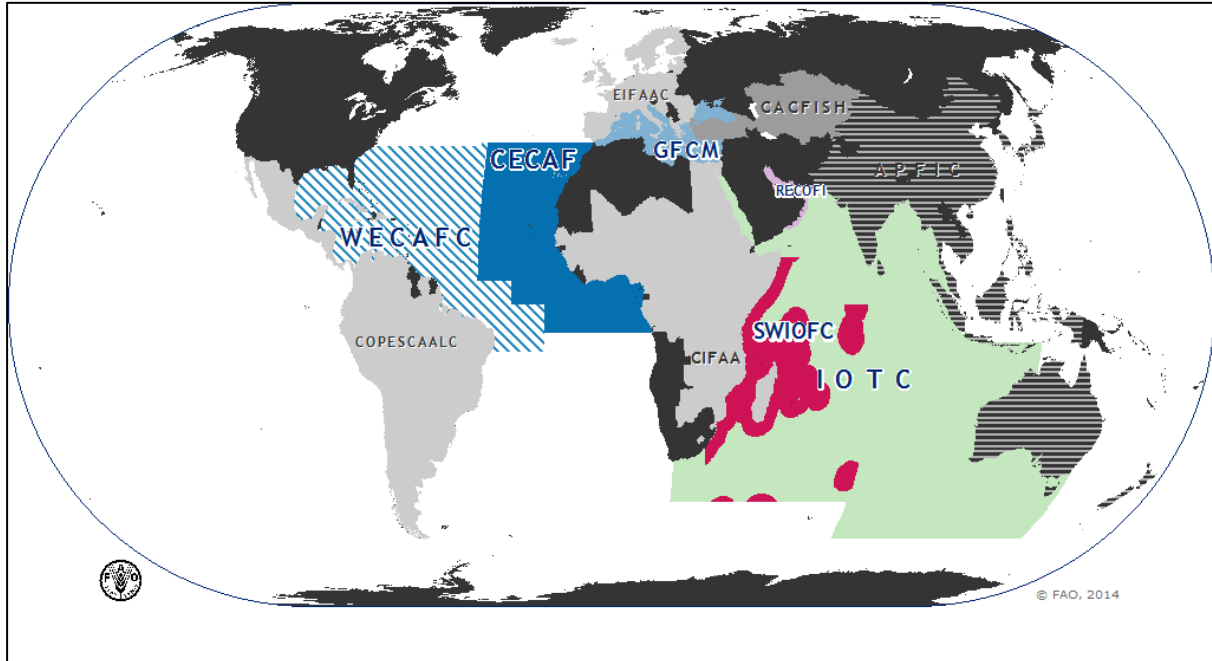 EIFAAC
CACFISH
CECAF
GFCM
APFIC
RECOFI
WECAFC
SWIOFC
COPESCAALC
CIFAA
IOTC
F A O
© FAO, 2014